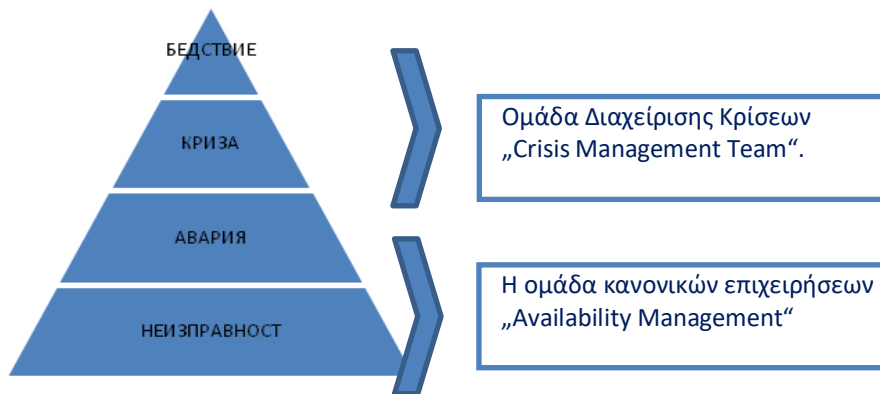 БЕДСТВИЕ
КРИЗА
АВАРИЯ
НЕИЗПРАВНОСТ
Ομάδα Διαχείρισης Κρίσεων
„Crisis Management Team“.
Η ομάδα κανονικών επιχειρήσεων
„Availability Management“